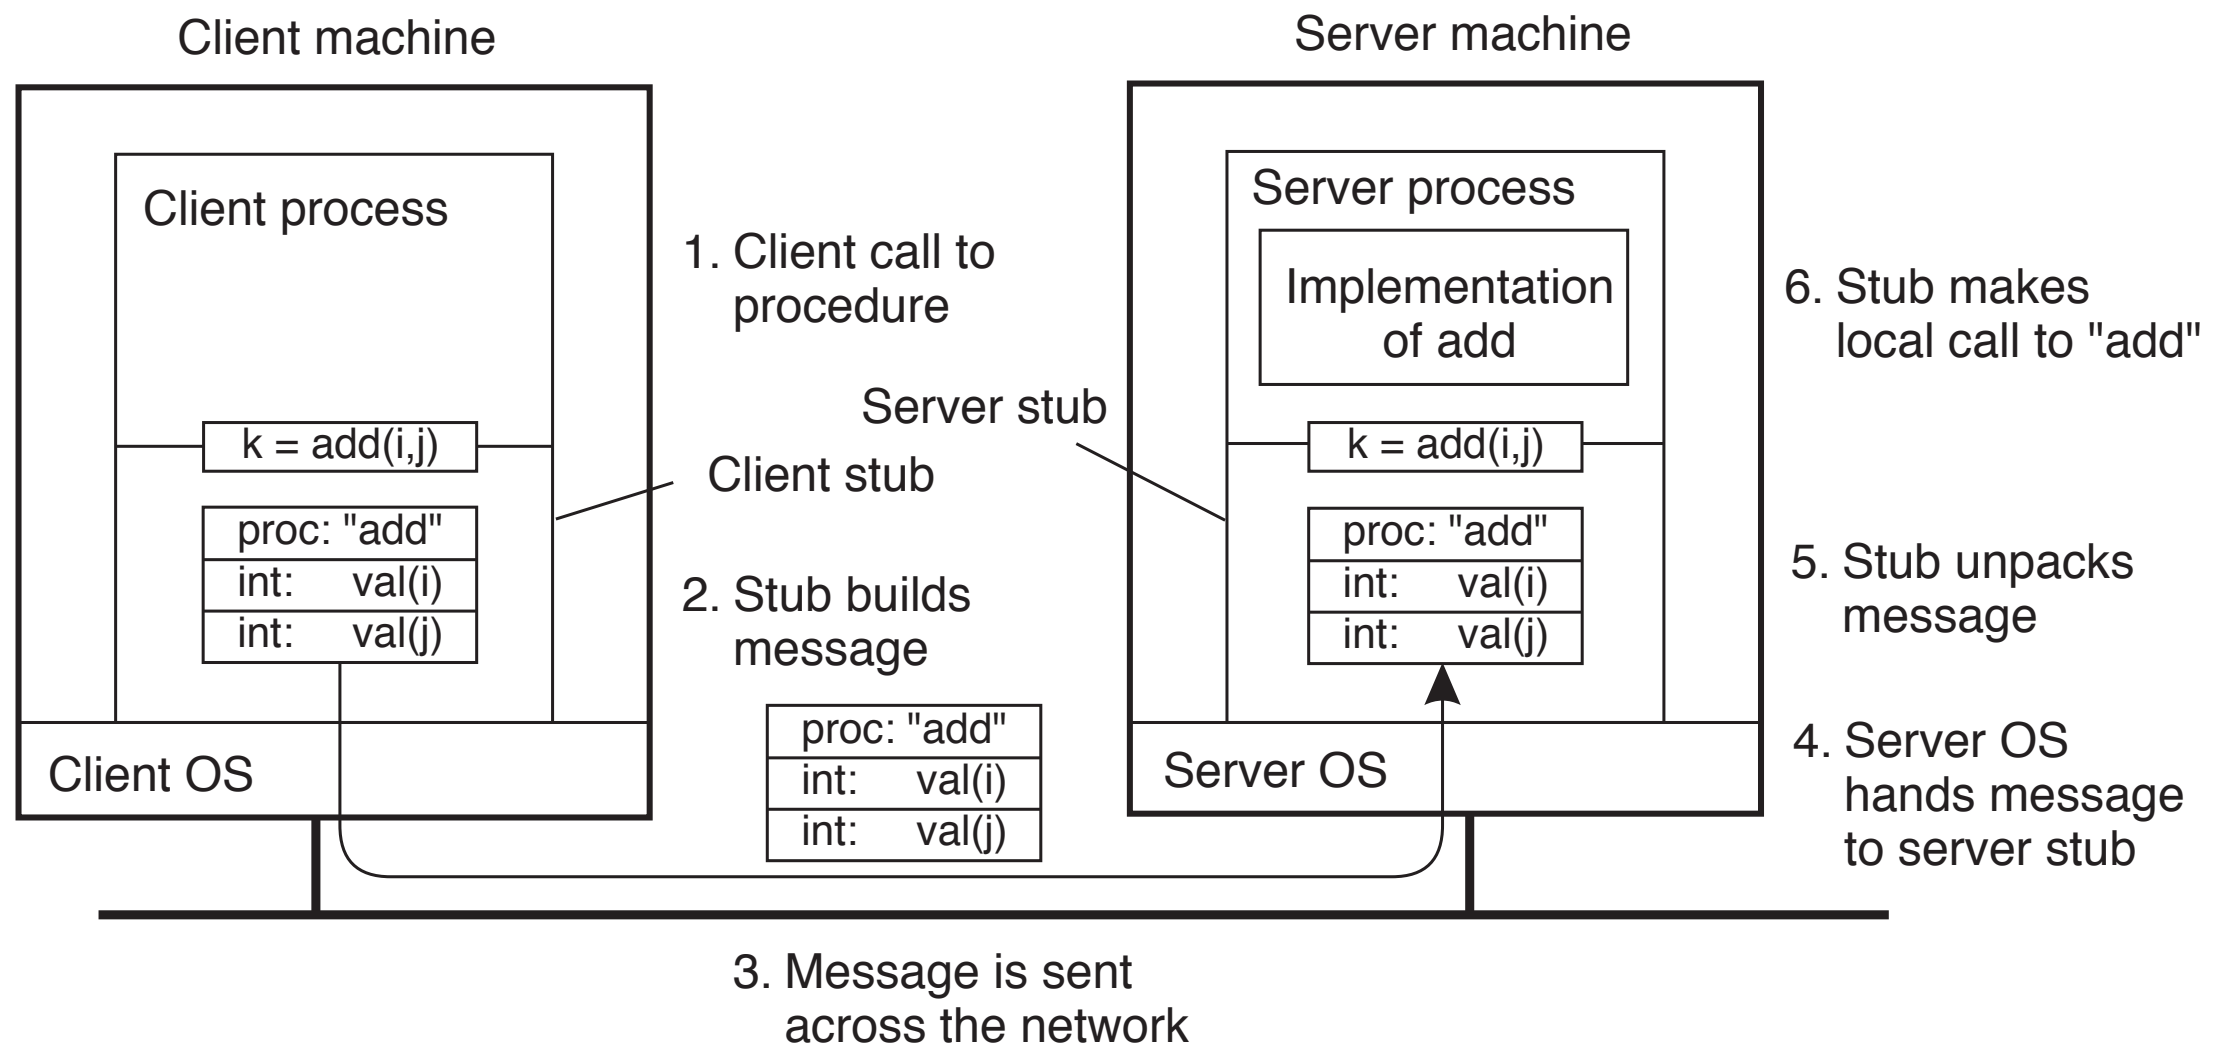 Client machine
Server machine
Client process
1. Client call to
procedure
k = add(i,j)
Client stub
proc: "add"
int: val(i)
int: val(j)
2. Stub builds
message
Client OS
proc: "add"
int: val(i)
int: val(j)
3. Message is sent
across the network
Server process
Implementation
of add
6. Stub makes
local call to "add"
Server stub
k = add(i,j)
proc: "add"
int: val(i)
int: val(j)
5. Stub unpacks
message
Server OS
4. Server OS
hands message
to server stub